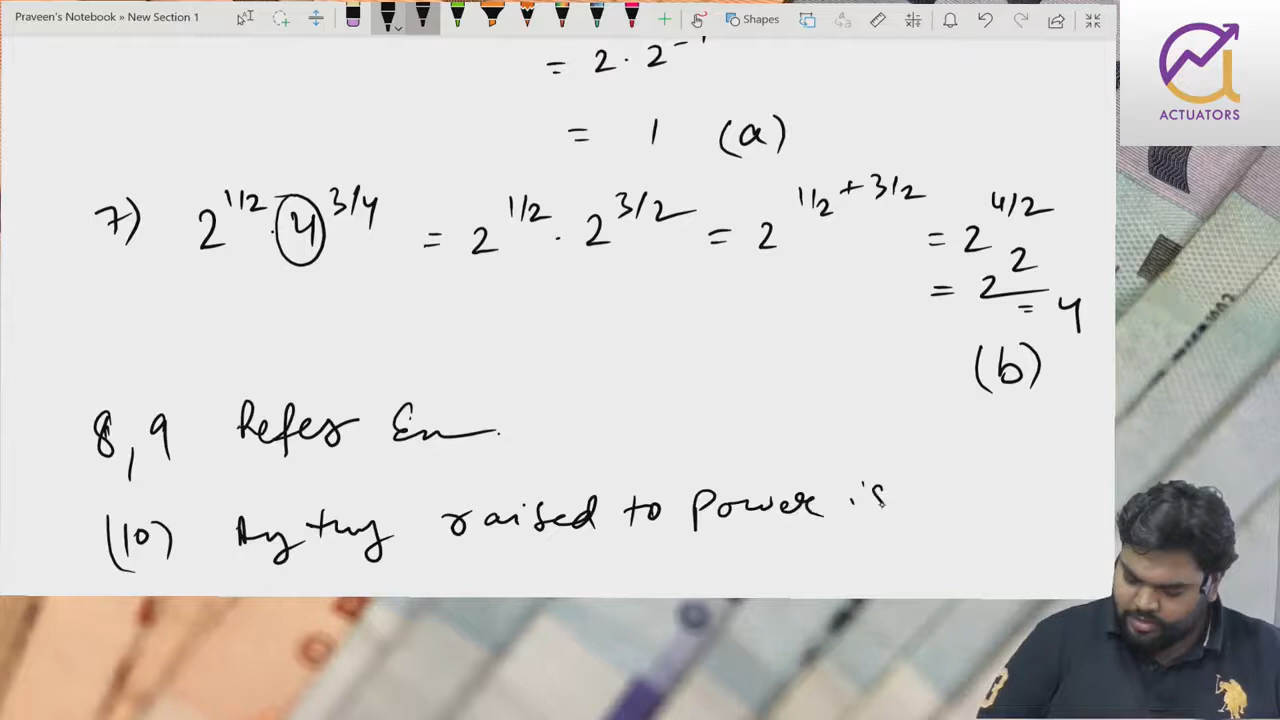 Praveen's Notebook » New Section 1
Shapes
ACTUATORS
= 2 · 2
= 1 (a)
7) 2^1/2 · 4^3/4 = 2^1/2 · 2^3/2 = 2^1/2+3/2 = 2^4/2
= 2^2
= 4
(b)
8, 9 Refer
(10) raised to Power is